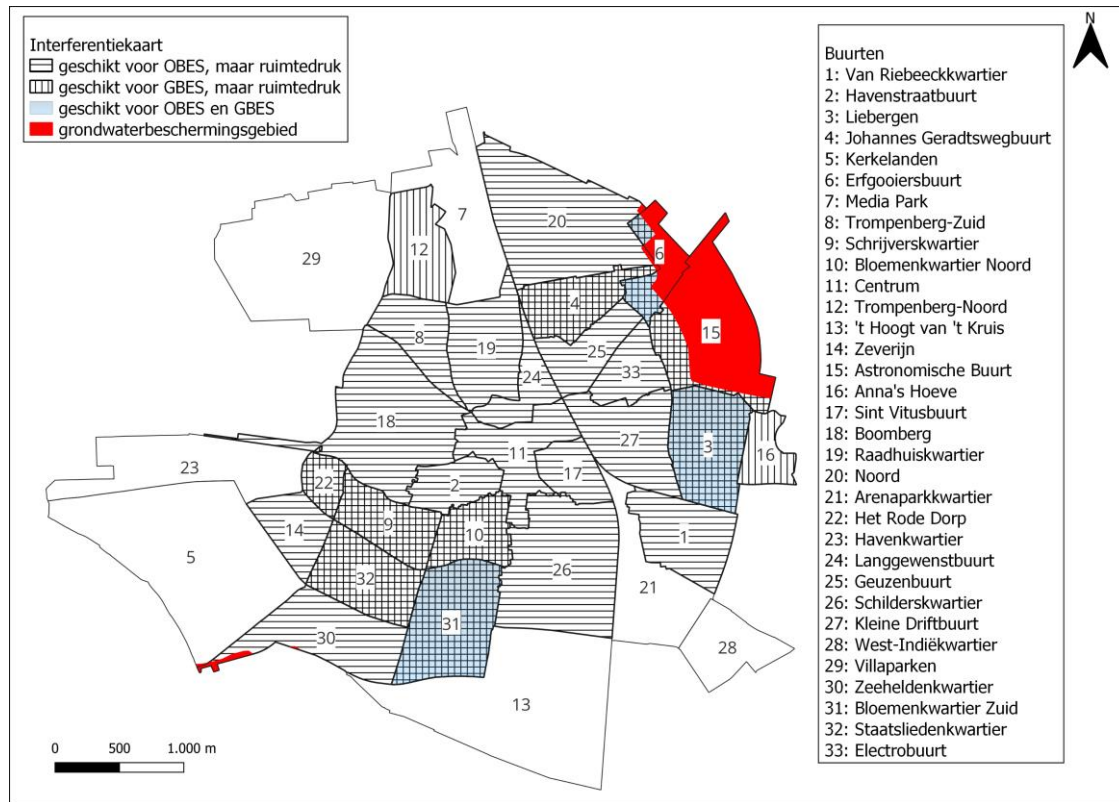 Interferentiekaart
geschikt voor OBES, maar ruimtedruk
geschikt voor GBES, maar ruimtedruk
geschikt voor OBES en GBES
grondwaterbeschermingsgebied
N
Buurten
1: Van Riebeeckkwartier
2: Havenstraatbuurt
3: Liebergen
4: Johannes Geradtswegbuurt
5: Kerkelanden
6: Erfgooiersbuurt
7: Media Park
8: Trompenberg-Zuid
9: Schrijverskwartier
10: Bloemenkwartier Noord
11: Centrum
12: Trompenberg-Noord
13: 't Hoogt van 't Kruis
14: Zeverijn
15: Astronomische Buurt
16: Anna's Hoeve
17: Sint Vitusbuurt
18: Boomberg
19: Raadhuiskwartier
20: Noord
21: Arenaparkkwartier
22: Het Rode Dorp
23: Havenkwartier
24: Langgewenstbuurt
25: Geuzenbuurt
26: Schilderskwartier
27: Kleine Driftbuurt
28: West-Indiëkwartier
29: Villaparken
30: Zeeheldenkwartier
31: Bloemenkwartier Zuid
32: Staatsliedenkwartier
33: Electrobuurt
7
20
12
29
6
4
15
8
19
25
33
24
18
27
3
11
16
23
17
22
2
9
14
10
1
5
32
26
21
31
30
28
13
0 500 1.000 m